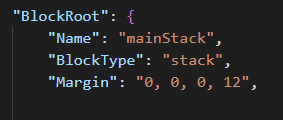 "BlockRoot": {
"Name": "mainStack",
"BlockType": "stack",
"Margin": "0, 0, 0, 12",